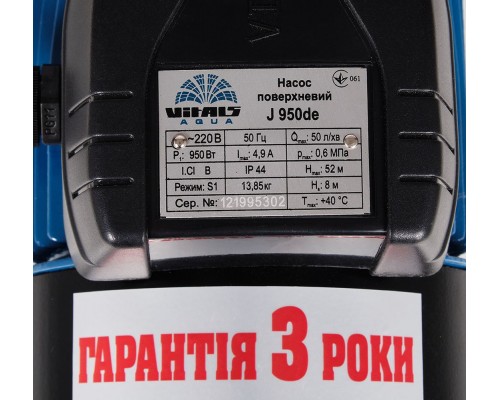 VITALS
AQUA
Насос
поверхневий
J 950de
061
~220В 50 Гц Qmax: 50 л/хв
P1: 950Вт Imax: 4,9 А pmax: 0,6 МПа
I.Cl B IP 44 Hmax: 52 м
Режим: S1 13,85кг Hs: 8 м
Сер. №: 121995302 Tmax: +40 °C
ГАРАНТІЯ 3 РОКИ